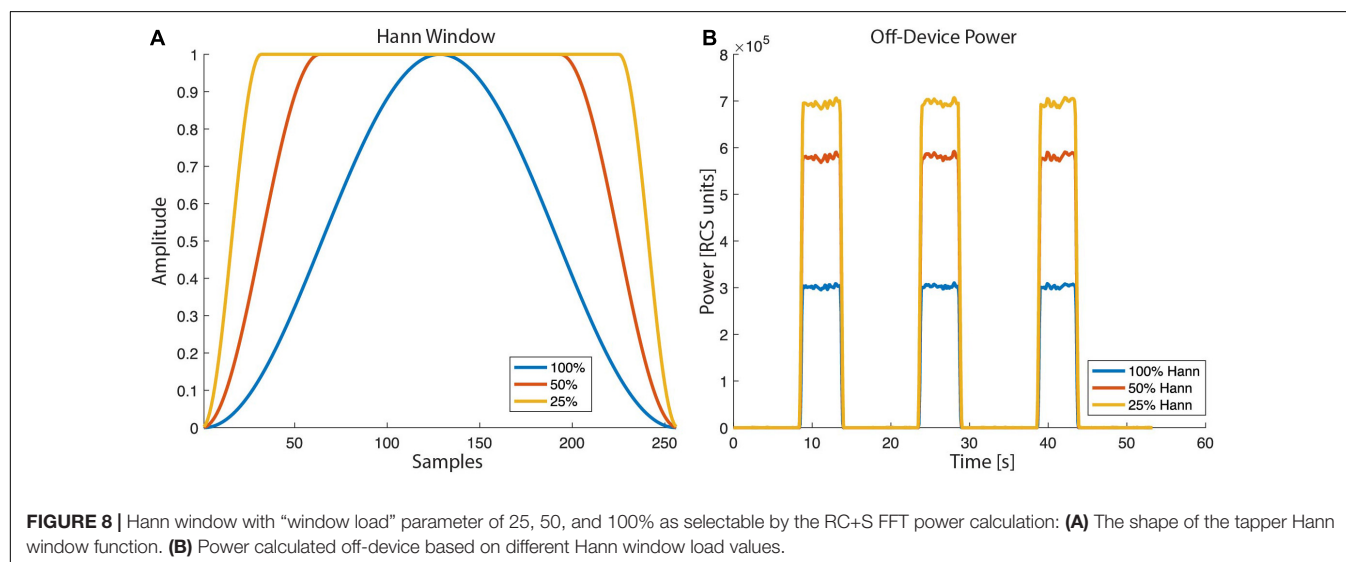 A
Hann Window
1
0.9
0.8
0.7
0.6
0.5
0.4
0.3
0.2
0.1
0
Amplitude
50
100
150
200
250
Samples
100%
50%
25%
B
Off-Device Power
×10⁵
8
7
6
5
4
3
2
1
0
Power [RCS units]
0
10
20
30
40
50
60
Time [s]
100% Hann
50% Hann
25% Hann
FIGURE 8 | Hann window with “window load” parameter of 25, 50, and 100% as selectable by the RC+S FFT power calculation: (A) The shape of the tapper Hann
window function. (B) Power calculated off-device based on different Hann window load values.